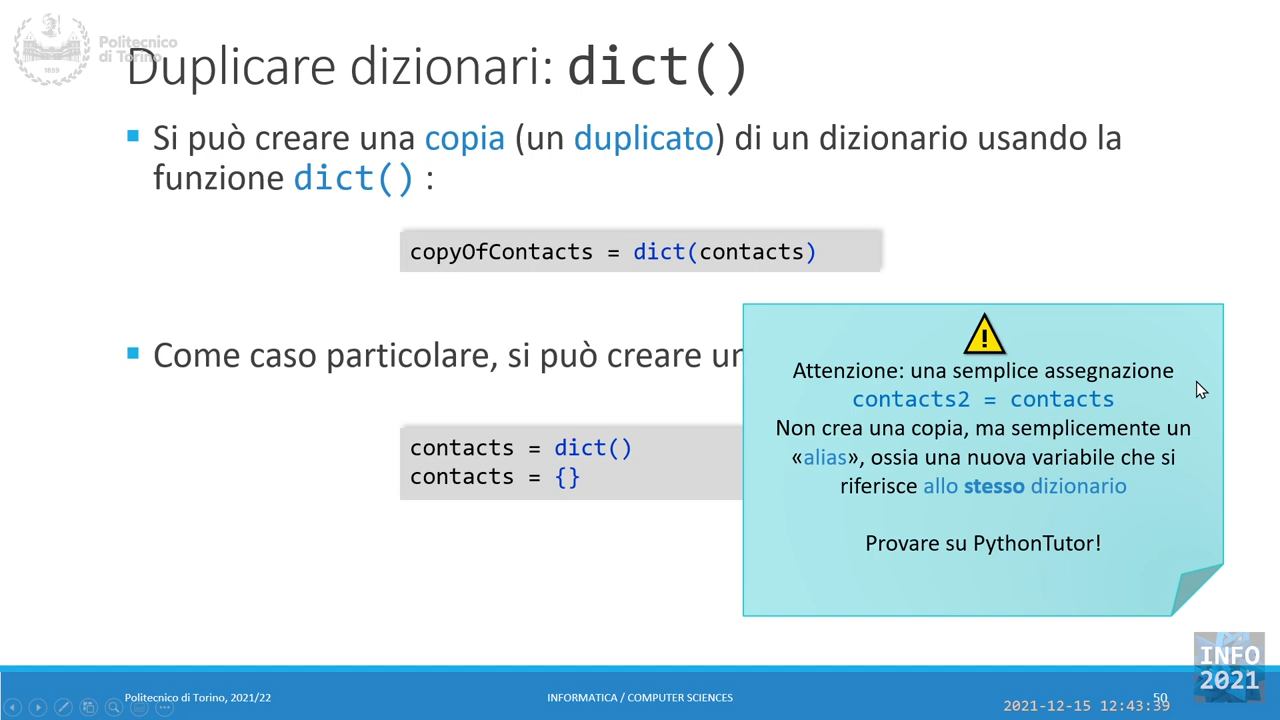 Politecnico
di Torino
1859
Duplicare dizionari: dict()
Si può creare una copia (un duplicato) di un dizionario usando la
funzione dict() :
copyOfContacts = dict(contacts)
Come caso particolare, si può creare
contacts = dict()
contacts = {}
!
Attenzione: una semplice assegnazione
contacts2 = contacts
Non crea una copia, ma semplicemente un
«alias», ossia una nuova variabile che si
riferisce allo stesso dizionario
Provare su PythonTutor!
INFO
2021
Politecnico di Torino, 2021/22
INFORMATICA / COMPUTER SCIENCES
50
2021-12-15 12:43:39